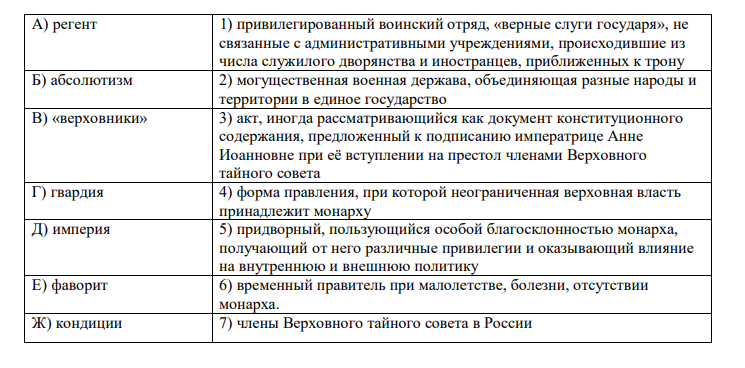 А) регент
1) привилегированный воинский отряд, «верные слуги государя», не
связанные с административными учреждениями, происходившие из
числа служилого дворянства и иностранцев, приближенных к трону
Б) абсолютизм
2) могущественная военная держава, объединяющая разные народы и
территории в единое государство
В) «верховники»
3) акт, иногда рассматривающийся как документ конституционного
содержания, предложенный к подписанию императрице Анне
Иоанновне при её вступлении на престол членами Верховного
тайного совета
Г) гвардия
4) форма правления, при которой неограниченная верховная власть
принадлежит монарху
Д) империя
5) придворный, пользующийся особой благосклонностью монарха,
получающий от него различные привилегии и оказывающий влияние
на внутреннюю и внешнюю политику
Е) фаворит
6) временный правитель при малолетстве, болезни, отсутствии
монарха.
Ж) кондиции
7) члены Верховного тайного совета в России